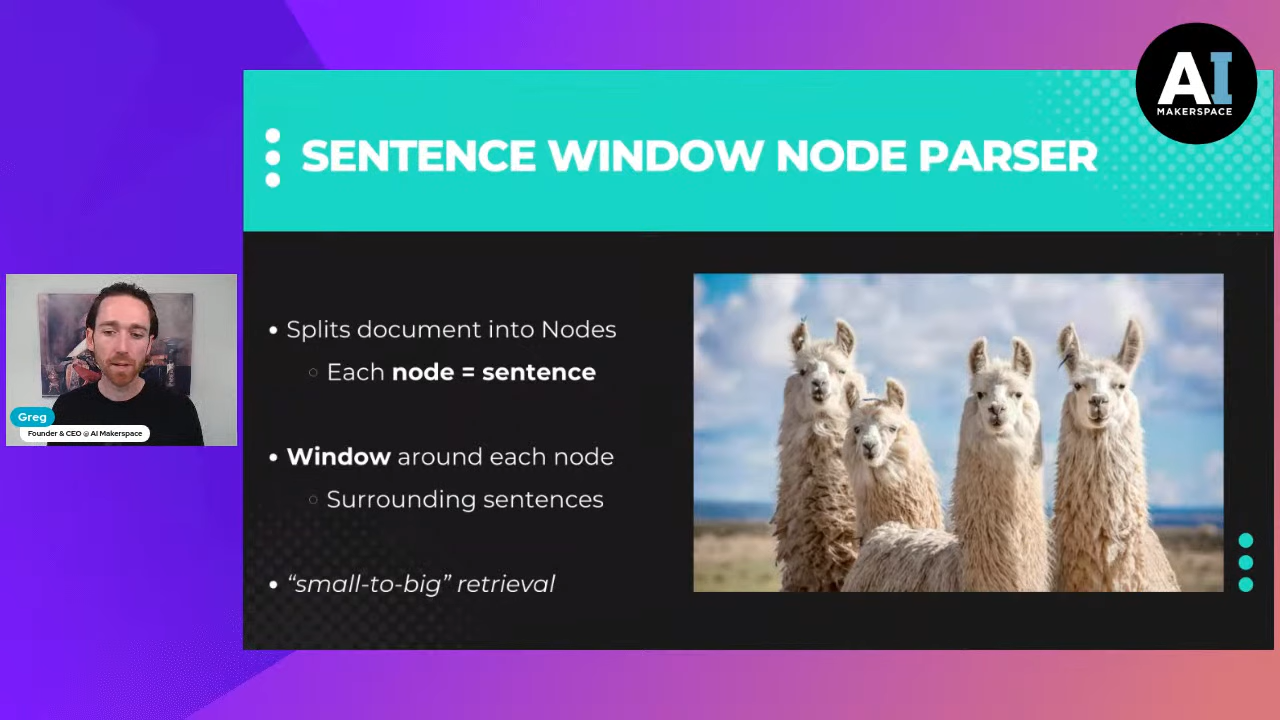 AI
MAKERSPACE
SENTENCE WINDOW NODE PARSER
• Splits document into Nodes
○ Each node = sentence
• Window around each node
○ Surrounding sentences
• “small-to-big” retrieval
Greg
Founder & CEO @ AI Makerspace